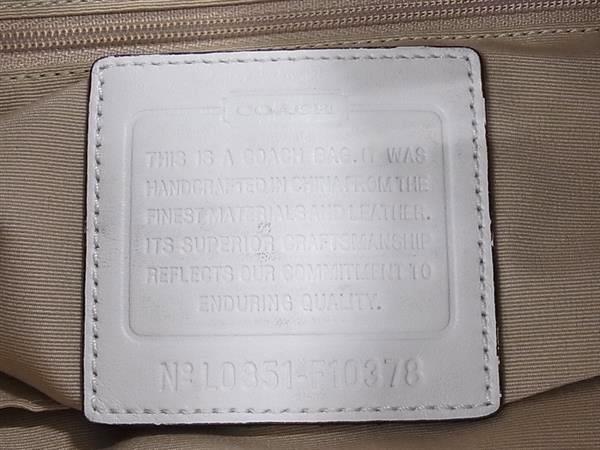 COACH
THIS IS A COACH BAG. IT WAS
HANDCRAFTED IN CHINA FROM THE
FINEST MATERIALS AND LEATHER.
ITS SUPERIOR CRAFTSMANSHIP
REFLECTS OUR COMMITMENT TO
ENDURING QUALITY.
Nº L0851-F10378